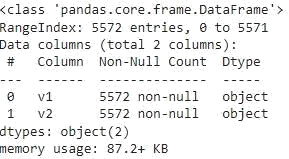 <class 'pandas.core.frame.DataFrame'>
RangeIndex: 5572 entries, 0 to 5571
Data columns (total 2 columns):
 #   Column  Non-Null Count  Dtype
---  ------  --------------  -----
 0   v1      5572 non-null   object
 1   v2      5572 non-null   object
dtypes: object(2)
memory usage: 87.2+ KB